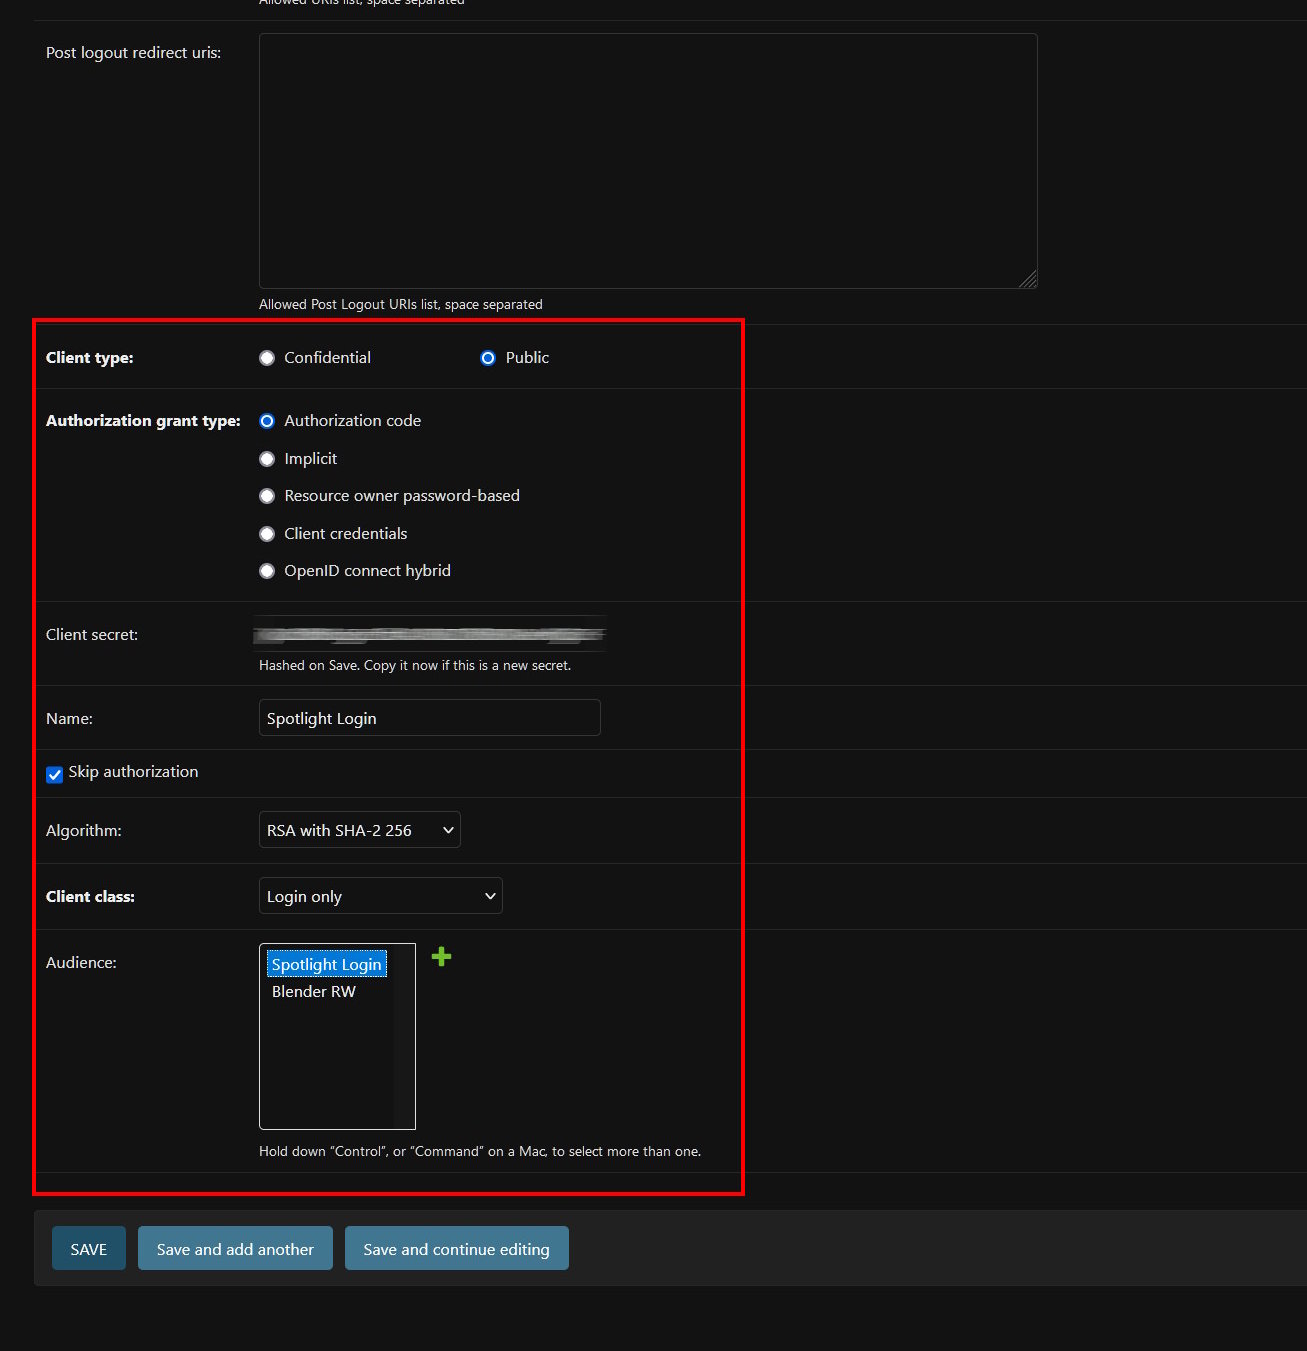 Allowed URIs list, space separated
Post logout redirect uris:
Allowed Post Logout URIs list, space separated
Client type:
Confidential
Public
Authorization grant type:
Authorization code
Implicit
Resource owner password-based
Client credentials
OpenID connect hybrid
Client secret:
Hashed on Save. Copy it now if this is a new secret.
Name:
Spotlight Login
Skip authorization
Algorithm:
RSA with SHA-2 256
Client class:
Login only
Audience:
Spotlight Login
Blender RW
Hold down “Control”, or “Command” on a Mac, to select more than one.
SAVE
Save and add another
Save and continue editing